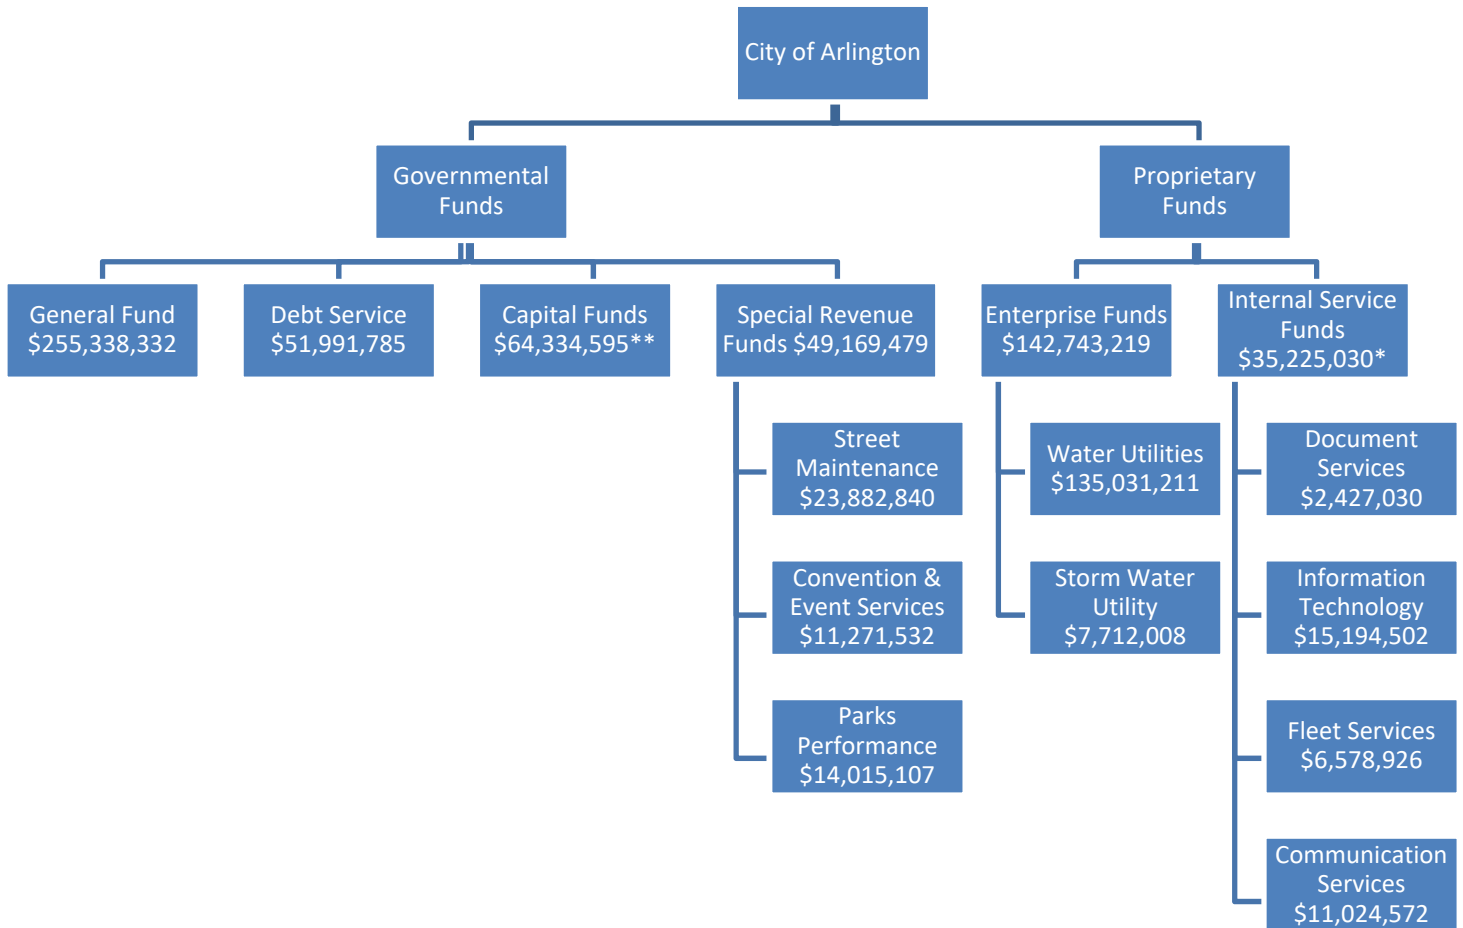 City of Arlington
Governmental
Funds
Proprietary
Funds
General Fund
$255,338,332
Debt Service
$51,991,785
Capital Funds
$64,334,595**
Special Revenue
Funds $49,169,479
Enterprise Funds
$142,743,219
Internal Service
Funds
$35,225,030*
Street
Maintenance
$23,882,840
Convention &
Event Services
$11,271,532
Parks
Performance
$14,015,107
Water Utilities
$135,031,211
Storm Water
Utility
$7,712,008
Document
Services
$2,427,030
Information
Technology
$15,194,502
Fleet Services
$6,578,926
Communication
Services
$11,024,572